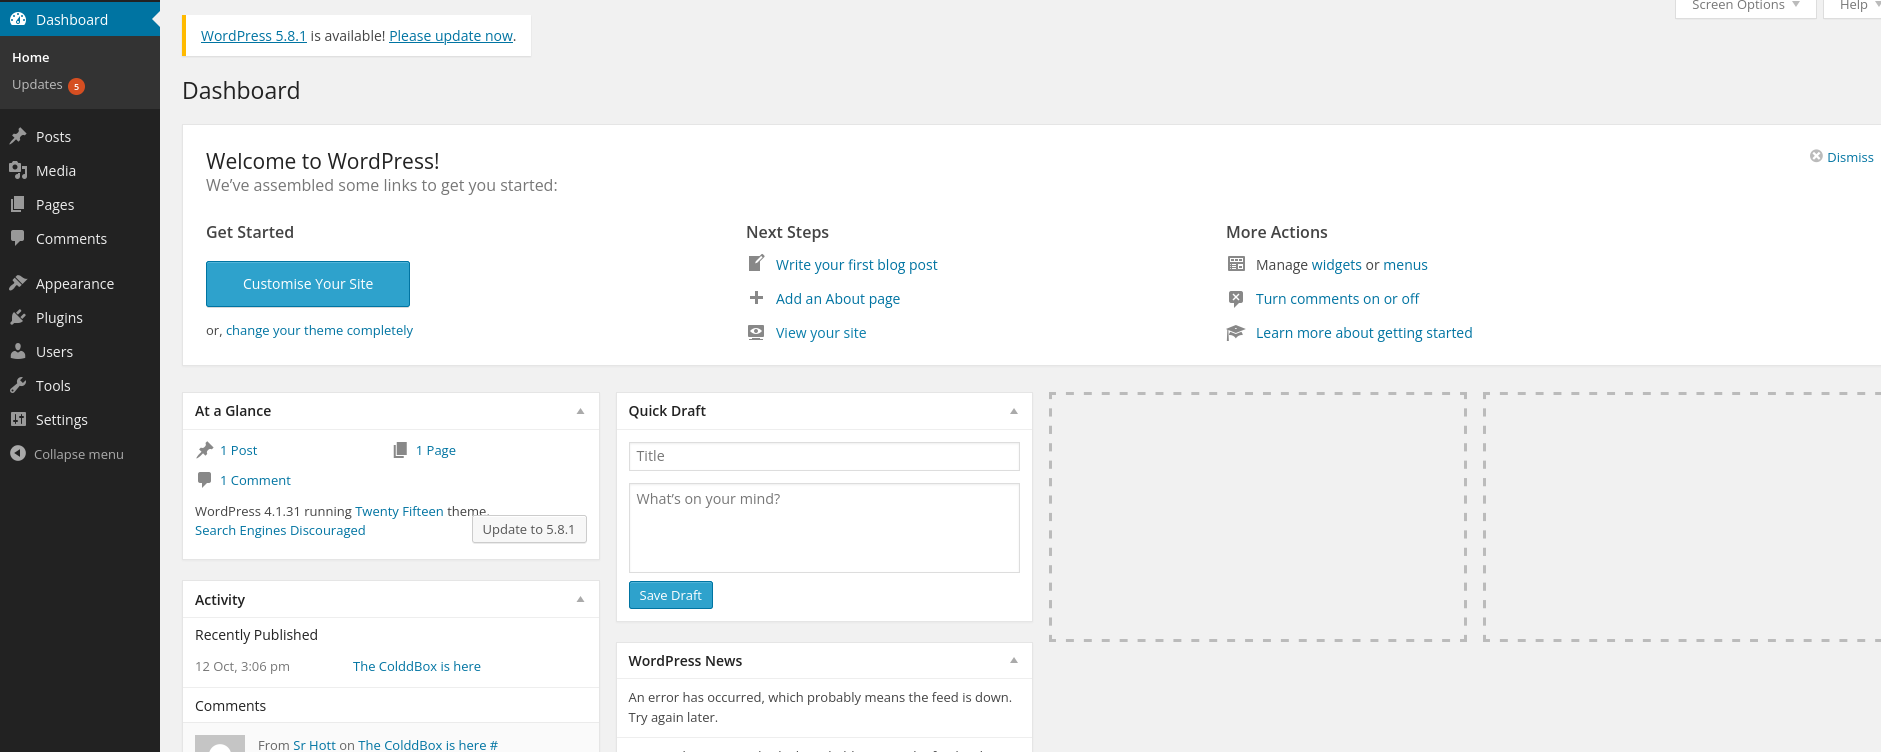 Dashboard
Home
Updates 5
Posts
Media
Pages
Comments
Appearance
Plugins
Users
Tools
Settings
Collapse menu
Screen Options
Help
WordPress 5.8.1 is available! Please update now.
Dashboard
Welcome to WordPress!
We've assembled some links to get you started:
Dismiss
Get Started
Customise Your Site
or, change your theme completely
Next Steps
Write your first blog post
Add an About page
View your site
More Actions
Manage widgets or menus
Turn comments on or off
Learn more about getting started
At a Glance
1 Post
1 Page
1 Comment
WordPress 4.1.31 running Twenty Fifteen theme.
Search Engines Discouraged
Update to 5.8.1
Activity
Recently Published
12 Oct, 3:06 pm The ColddBox is here
Comments
From Sr Hott on The ColddBox is here #
Quick Draft
Title
What's on your mind?
Save Draft
WordPress News
An error has occurred, which probably means the feed is down.
Try again later.